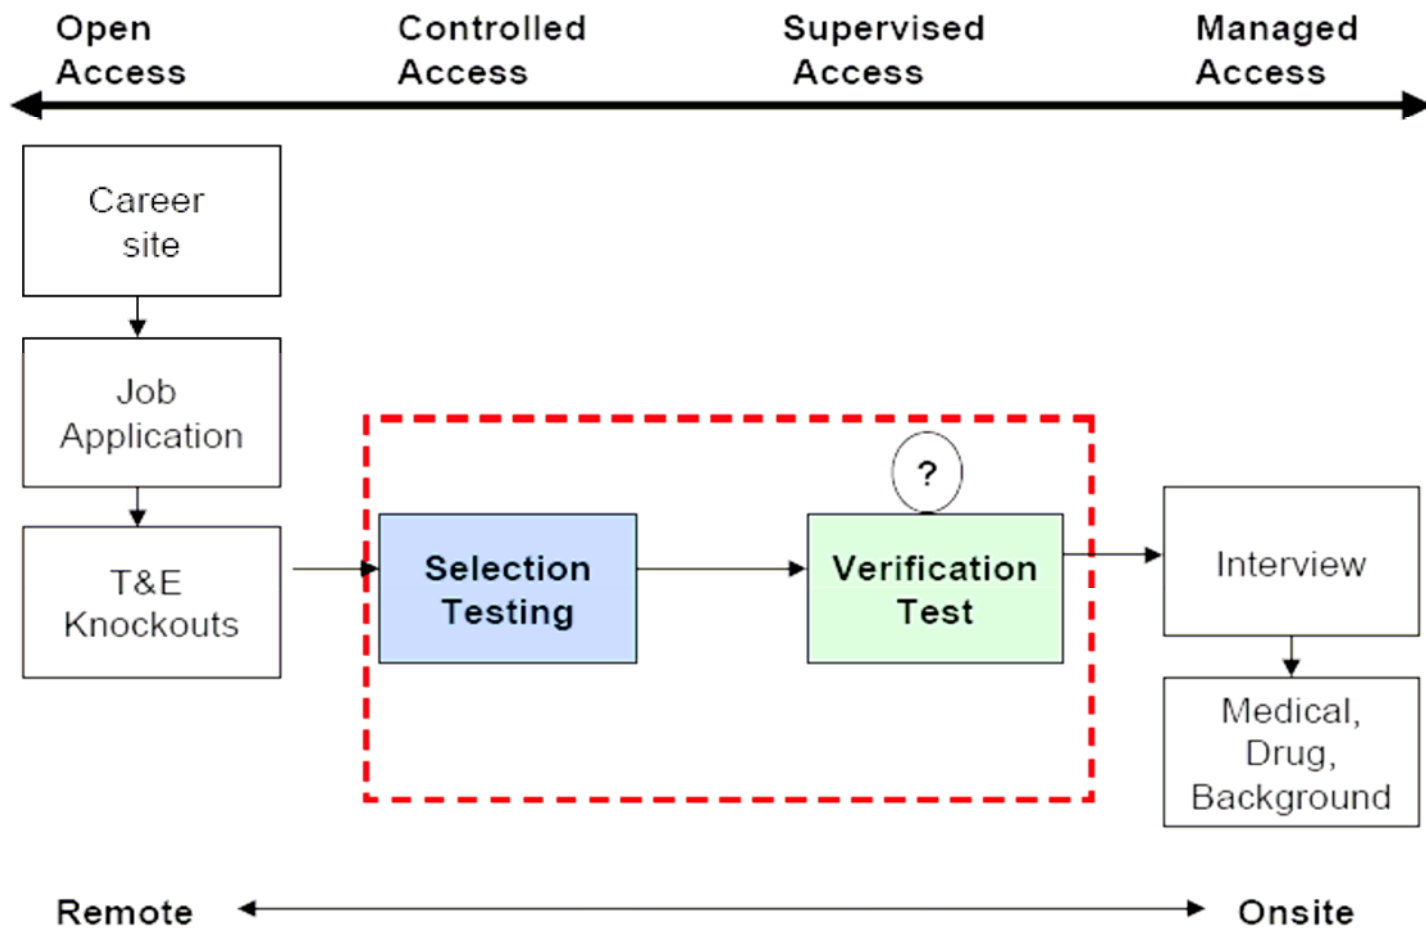 Open
Access
Controlled
Access
Supervised
Access
Managed
Access
Career
site
Job
Application
T&E
Knockouts
Selection
Testing
?
Verification
Test
Interview
Medical,
Drug,
Background
Remote
Onsite